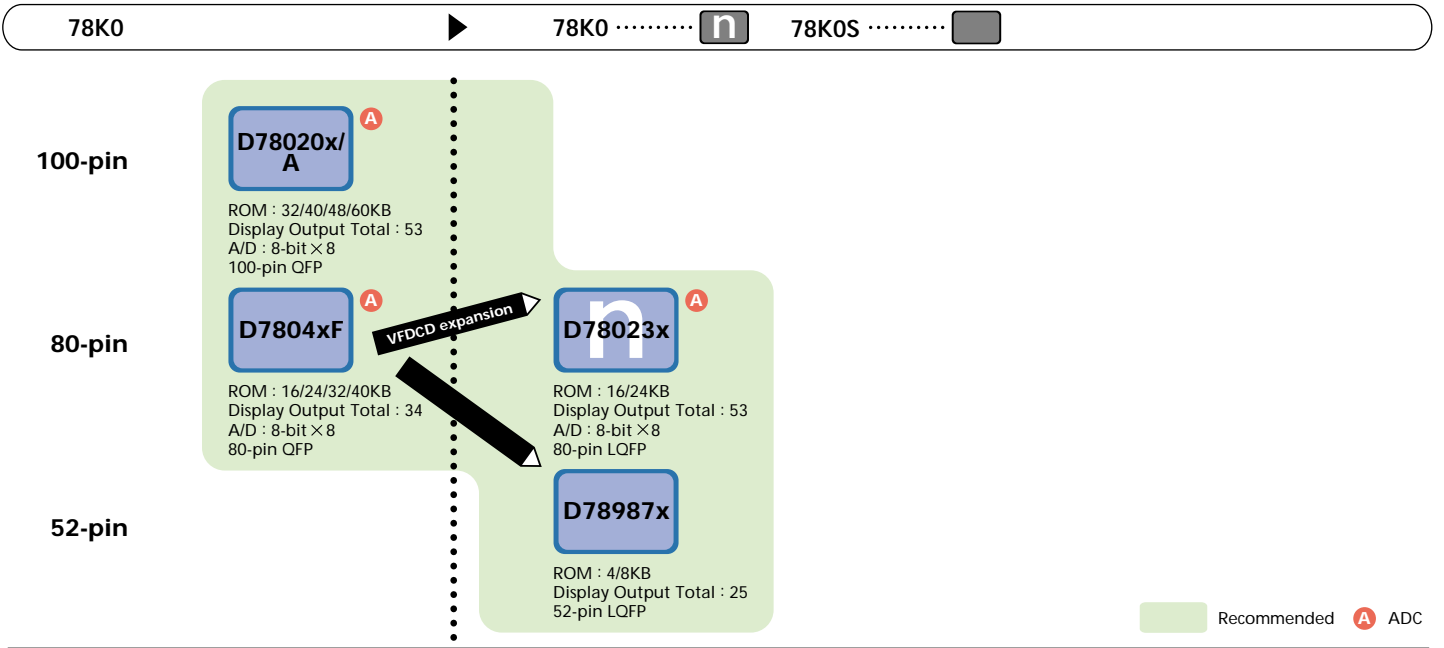 78K0 ▶ 78K0 ·········· n 78K0S ··········
100-pin
D78020x/
A
A
ROM : 32/40/48/60KB
Display Output Total : 53
A/D : 8-bit × 8
100-pin QFP
80-pin
D7804xF
A
ROM : 16/24/32/40KB
Display Output Total : 34
A/D : 8-bit × 8
80-pin QFP
VFDCD expansion
n
D78023x
A
ROM : 16/24KB
Display Output Total : 53
A/D : 8-bit ×8
80-pin LQFP
52-pin
D78987x
ROM : 4/8KB
Display Output Total : 25
52-pin LQFP
Recommended
A ADC